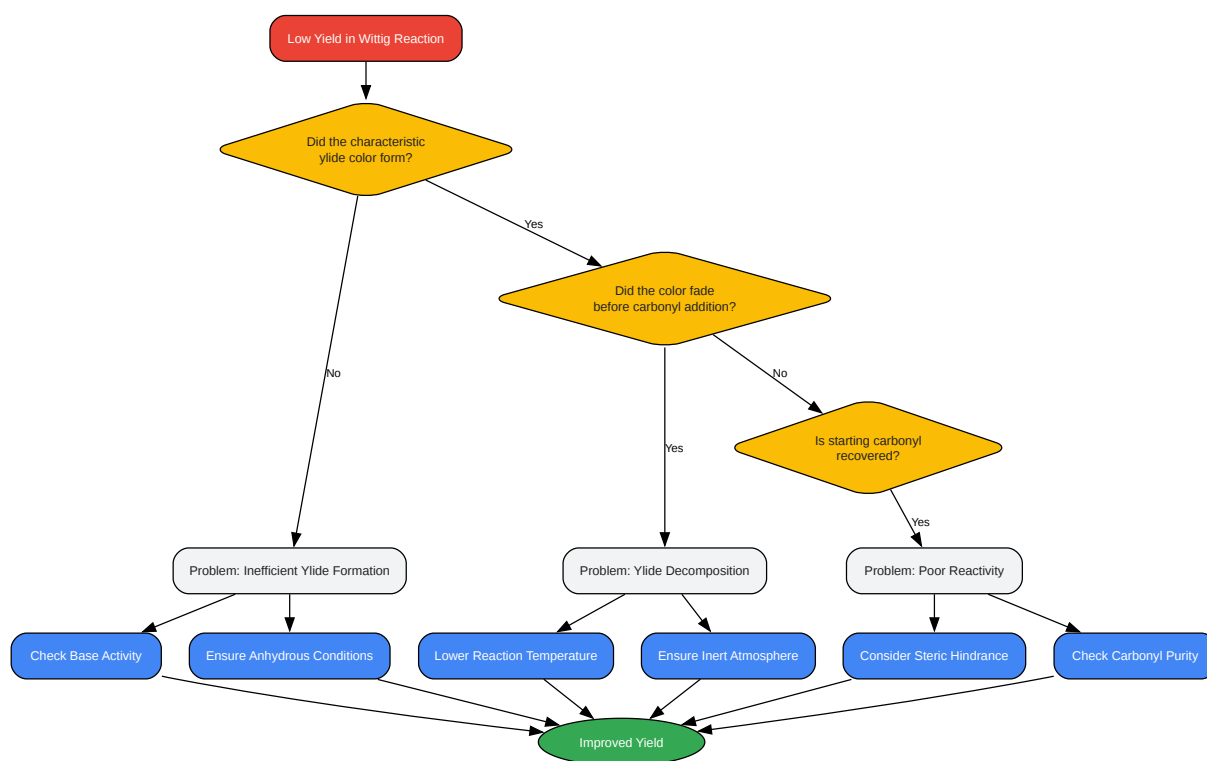 Low Yield in Wittig Reaction
Did the characteristic
ylide color form?
Yes
Did the color fade
before carbonyl addition?
No
No
Is starting carbonyl
recovered?
Yes
Yes
Problem: Inefficient Ylide Formation
Problem: Ylide Decomposition
Problem: Poor Reactivity
Check Base Activity
Ensure Anhydrous Conditions
Lower Reaction Temperature
Ensure Inert Atmosphere
Consider Steric Hindrance
Check Carbonyl Purity
Improved Yield